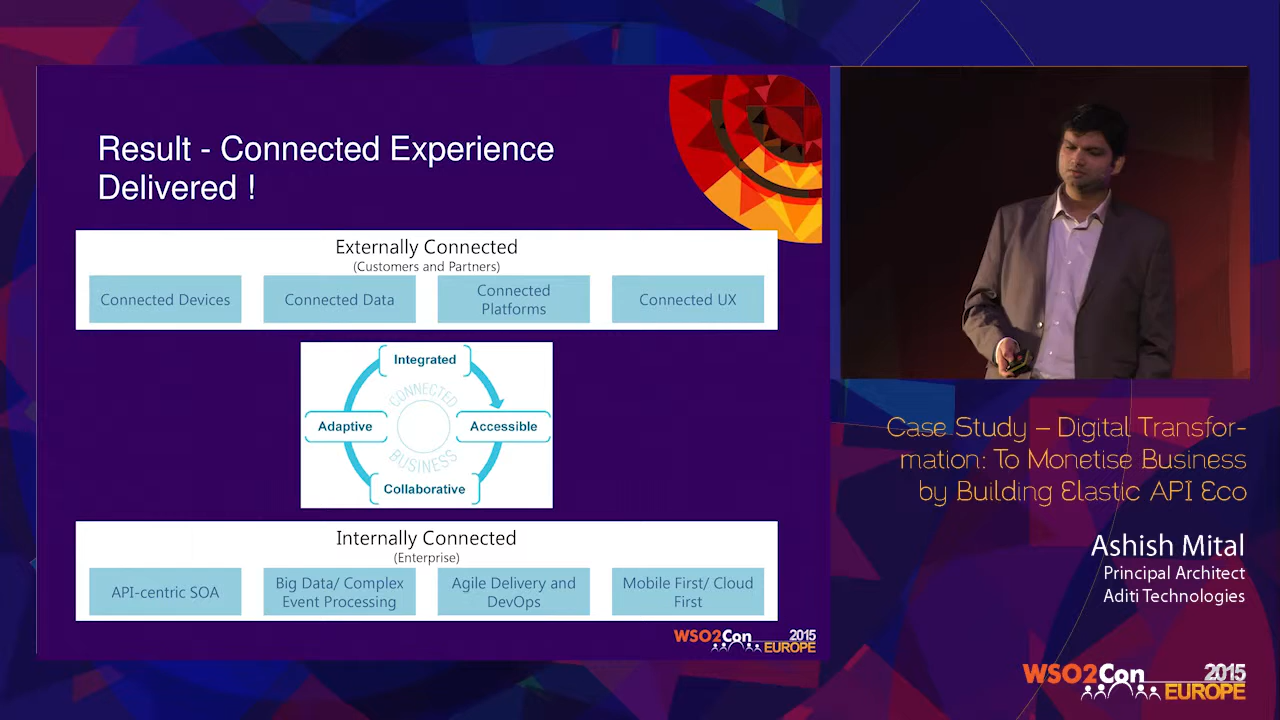 Result - Connected Experience
Delivered !
Externally Connected
(Customers and Partners)
Connected Devices
Connected Data
Connected
Platforms
Connected UX
Integrated
CONNECTED
Adaptive
Accessible
BUSINESS
Collaborative
Internally Connected
(Enterprise)
API-centric SOA
Big Data/ Complex
Event Processing
Agile Delivery and
DevOps
Mobile First/ Cloud
First
WSO2Con 2015
EUROPE
Case Study – Digital Transfor-
mation: To Monetise Business
by Building Elastic API Eco
Ashish Mital
Principal Architect
Aditi Technologies
WSO2Con 2015
EUROPE